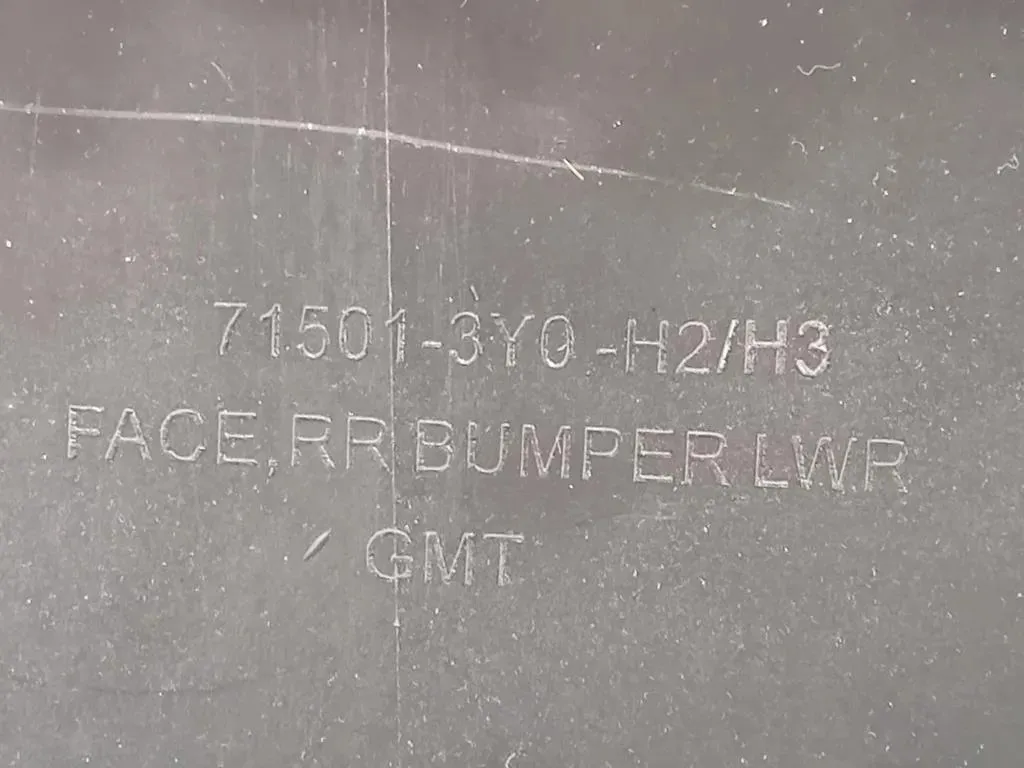 71501-3Y0 -H2/H3
FACE,RR BUMPER LWR
GMT